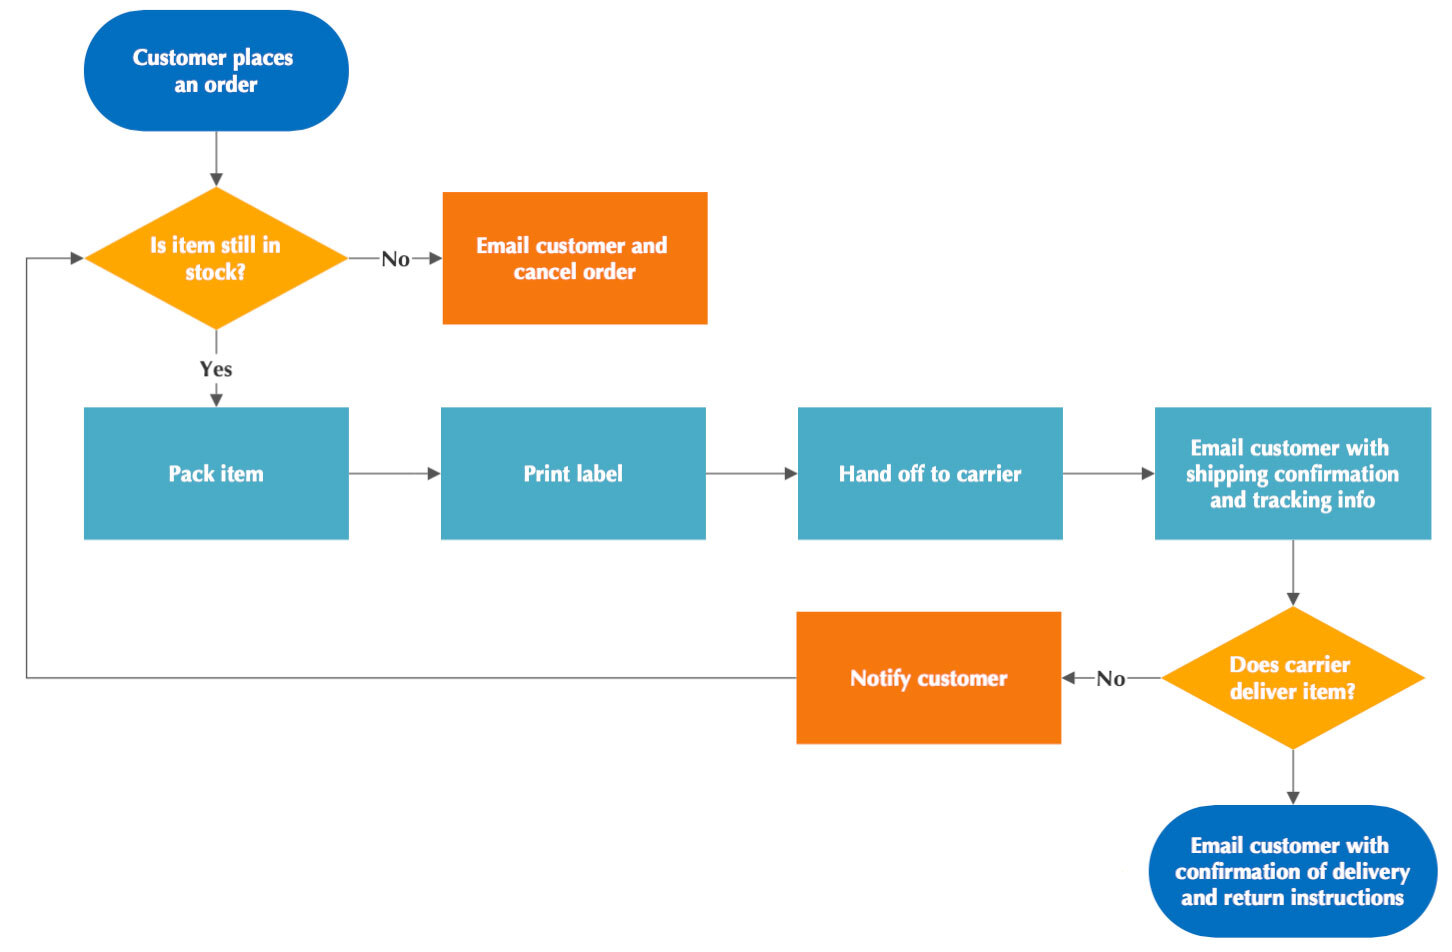 Customer places
an order
Is item still in
stock?
No
Email customer and
cancel order
Yes
Pack item
Print label
Hand off to carrier
Email customer with
shipping confirmation
and tracking info
Does carrier
deliver item?
No
Notify customer
Email customer with
confirmation of delivery
and return instructions